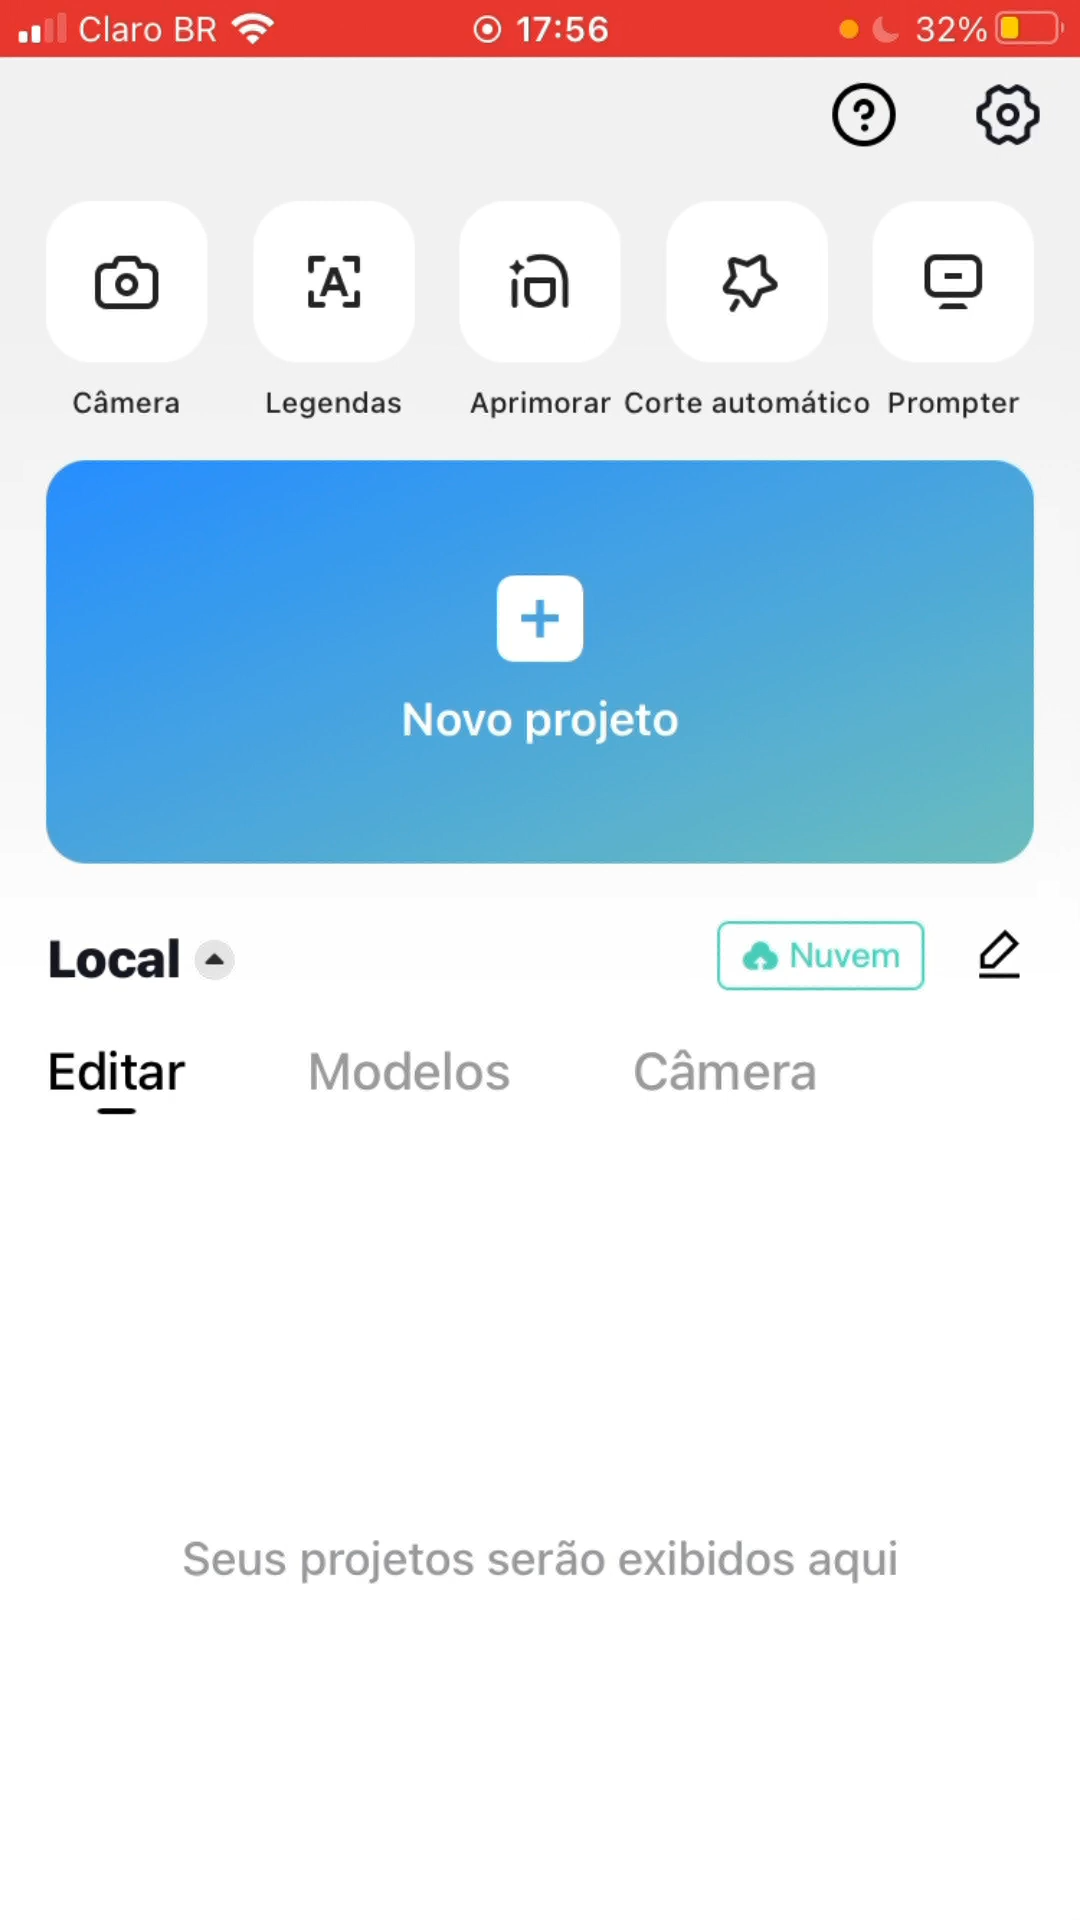 Claro BR 17:56 32%
Câmera Legendas Aprimorar Corte automático Prompter
Novo projeto
Local Nuvem
Editar Modelos Câmera
Seus projetos serão exibidos aqui